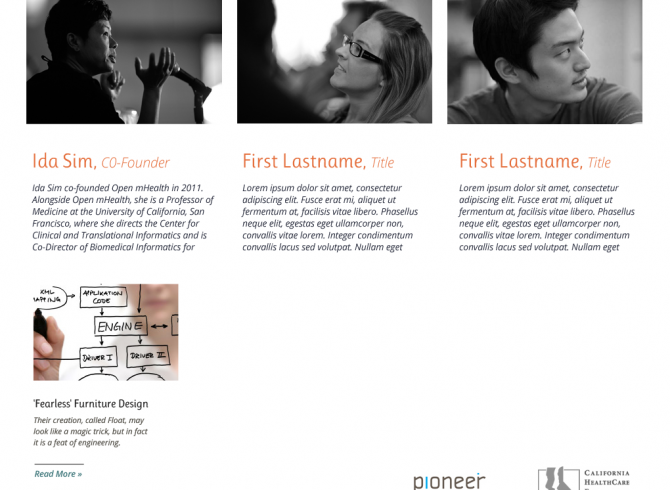 Ida Sim, C0-Founder
Ida Sim co-founded Open mHealth in 2011.
Alongside Open mHealth, she is a Professor of
Medicine at the University of California, San
Francisco, where she directs the Center for
Clinical and Translational Informatics and is
Co-Director of Biomedical Informatics for
First Lastname, Title
Lorem ipsum dolor sit amet, consectetur
adipiscing elit. Fusce erat mi, aliquet ut
fermentum at, facilisis vitae libero. Phasellus
neque elit, egestas eget ullamcorper non,
convallis vitae lorem. Integer condimentum
convallis lacus sed volutpat. Nullam eget
First Lastname, Title
Lorem ipsum dolor sit amet, consectetur
adipiscing elit. Fusce erat mi, aliquet ut
fermentum at, facilisis vitae libero. Phasellus
neque elit, egestas eget ullamcorper non,
convallis vitae lorem. Integer condimentum
convallis lacus sed volutpat. Nullam eget
XML
APPLIKATION
CODE
ENGINE
DRIVER I
DRIVER II
'Fearless' Furniture Design
Their creation, called Float, may
look like a magic trick, but in fact
it is a feat of engineering.
Read More »
pioneer
CALIFORNIA
HEALTHCARE